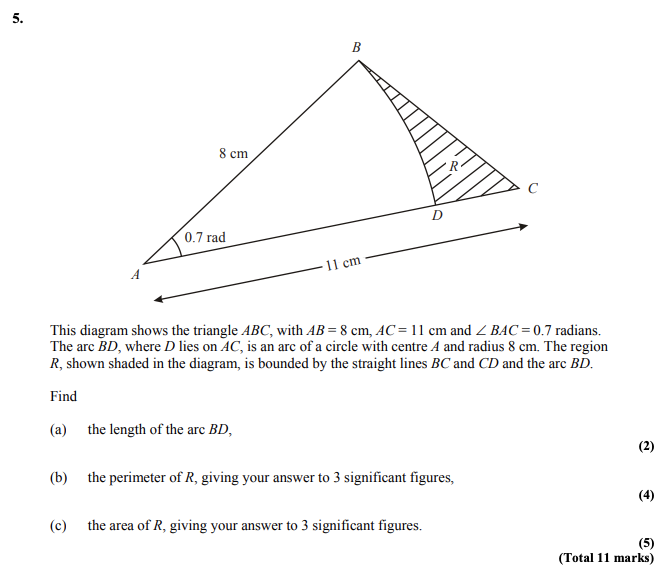 5.
B
8 cm
R
C
D
0.7 rad
A
11 cm
This diagram shows the triangle ABC, with AB = 8 cm, AC = 11 cm and ∠ BAC = 0.7 radians.
The arc BD, where D lies on AC, is an arc of a circle with centre A and radius 8 cm. The region
R, shown shaded in the diagram, is bounded by the straight lines BC and CD and the arc BD.
Find
(a) the length of the arc BD,
(2)
(b) the perimeter of R, giving your answer to 3 significant figures,
(4)
(c) the area of R, giving your answer to 3 significant figures.
(5)
(Total 11 marks)